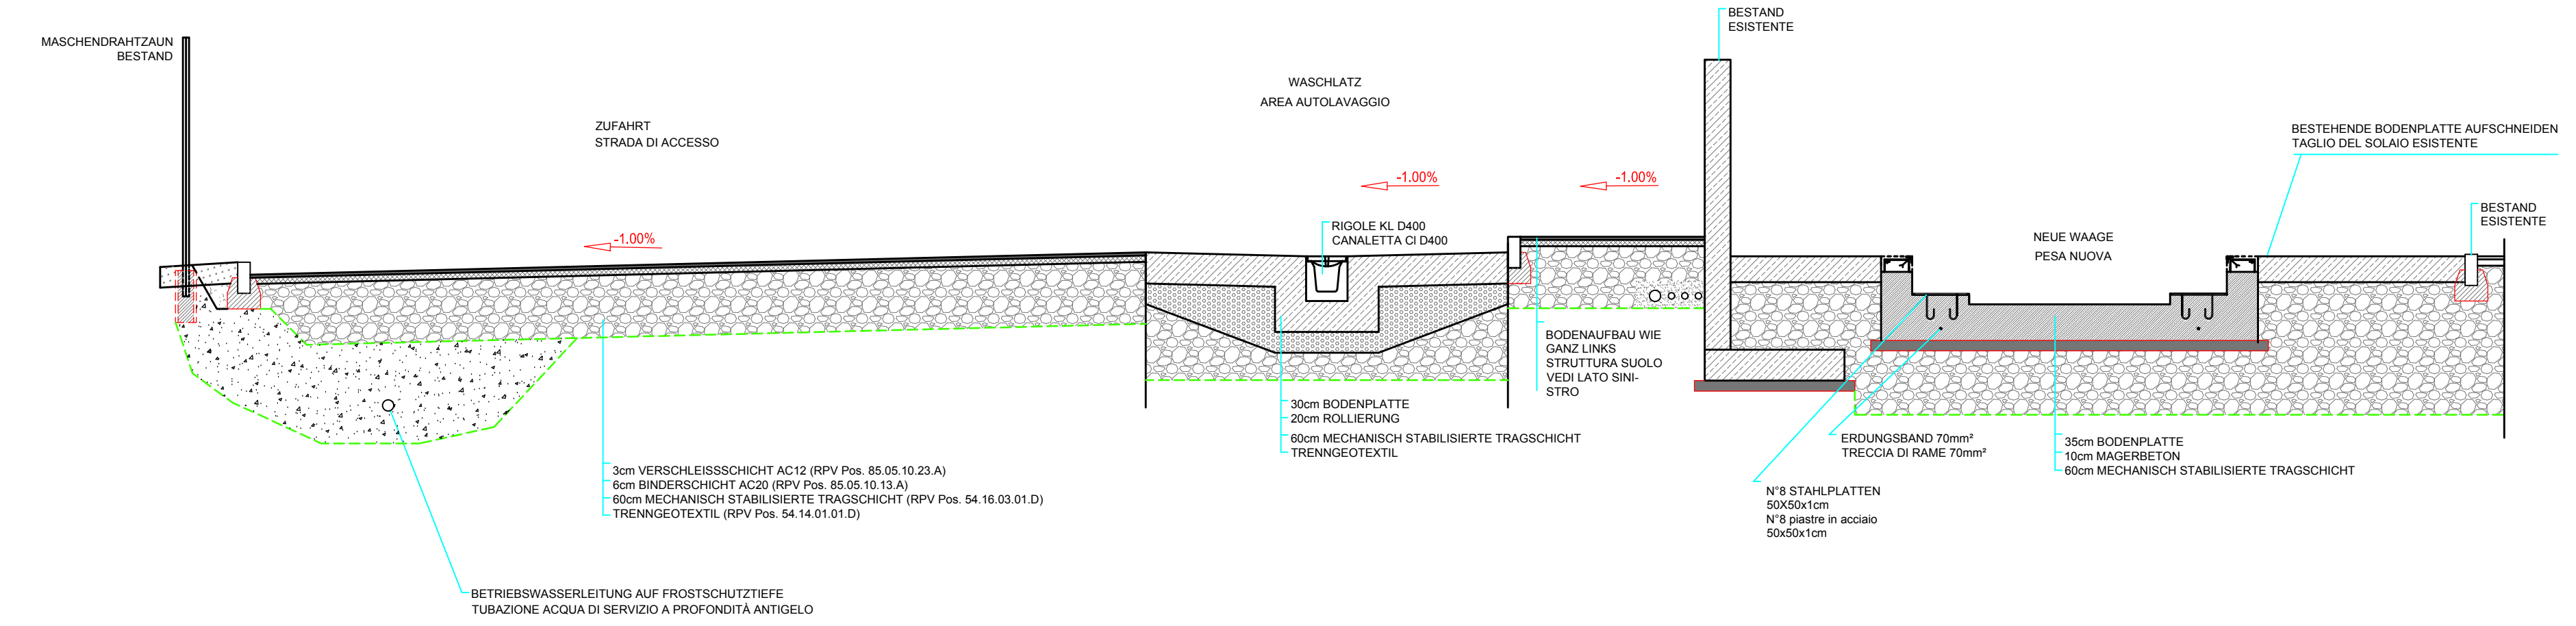 MASCHENDRAHTZAUN
BESTAND
ZUFAHRT
STRADA DI ACCESSO
-1.00%
3cm VERSCHLEISSSCHICHT AC12 (RPV Pos. 85.05.10.23.A)
6cm BINDERSCHICHT AC20 (RPV Pos. 85.05.10.13.A)
60cm MECHANISCH STABILISIERTE TRAGSCHICHT (RPV Pos. 54.16.03.01.D)
TRENNGEOTEXTIL (RPV Pos. 54.14.01.01.D)
BETRIEBSWASSERLEITUNG AUF FROSTSCHUTZTIEFE
TUBAZIONE ACQUA DI SERVIZIO A PROFONDITÀ ANTIGELO
WASCHLATZ
AREA AUTOLAVAGGIO
-1.00%
RIGOLE KL D400
CANALETTA Cl D400
30cm BODENPLATTE
20cm ROLLIERUNG
60cm MECHANISCH STABILISIERTE TRAGSCHICHT
TRENNGEOTEXTIL
-1.00%
BODENAUFBAU WIE
GANZ LINKS
STRUTTURA SUOLO
VEDI LATO SINI-
STRO
BESTAND
ESISTENTE
NEUE WAAGE
PESA NUOVA
BESTEHENDE BODENPLATTE AUFSCHNEIDEN
TAGLIO DEL SOLAIO ESISTENTE
BESTAND
ESISTENTE
ERDUNGSBAND 70mm²
TRECCIA DI RAME 70mm²
N°8 STAHLPLATTEN
50X50x1cm
N°8 piastre in acciaio
50x50x1cm
35cm BODENPLATTE
10cm MAGERBETON
60cm MECHANISCH STABILISIERTE TRAGSCHICHT